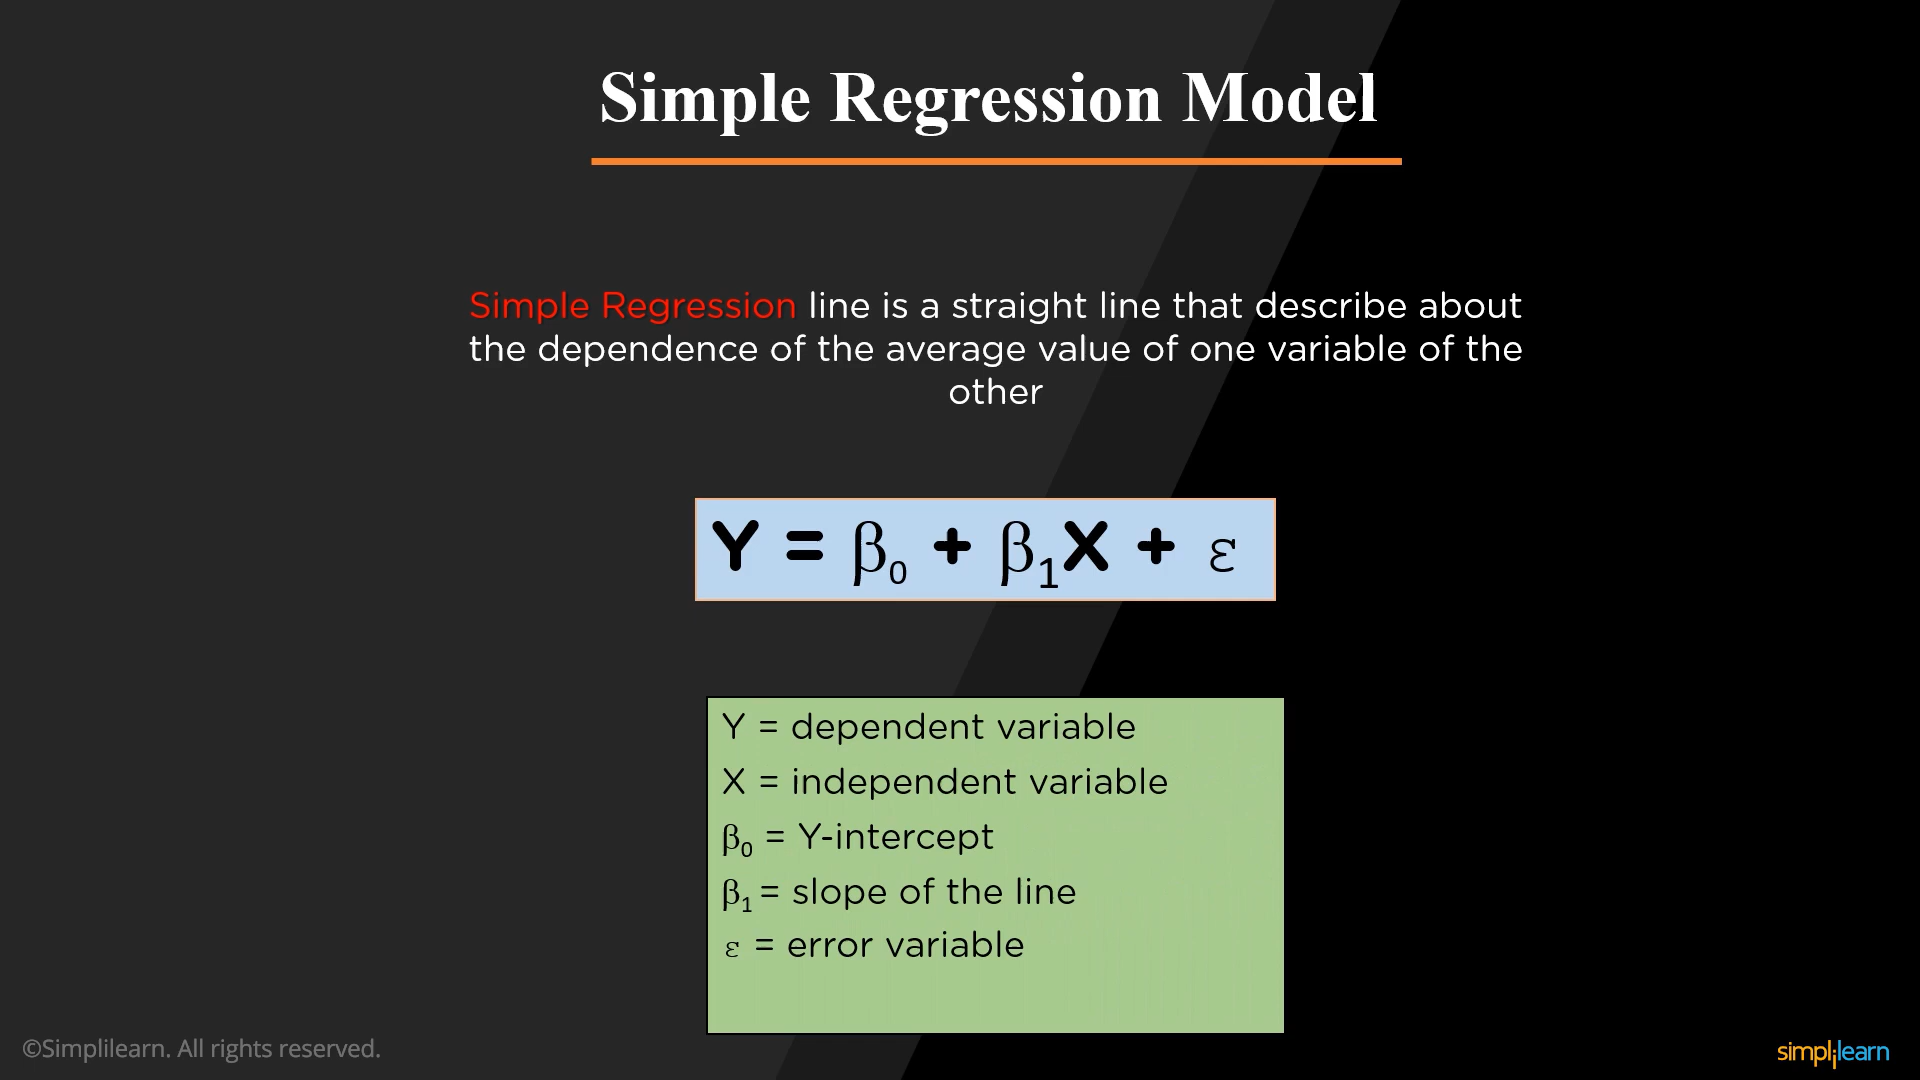 Simple Regression Model
Simple Regression line is a straight line that describe about
the dependence of the average value of one variable of the
other
Y = β₀ + β₁X + ε
Y = dependent variable
X = independent variable
β₀ = Y-intercept
β₁ = slope of the line
ε = error variable
©Simplilearn. All rights reserved.
simplilearn